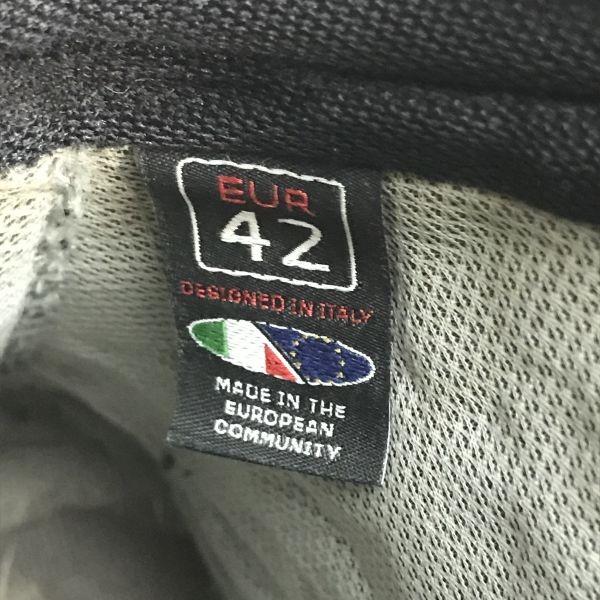 EUR
42
DESIGNED IN ITALY
MADE IN THE
EUROPEAN
COMMUNITY